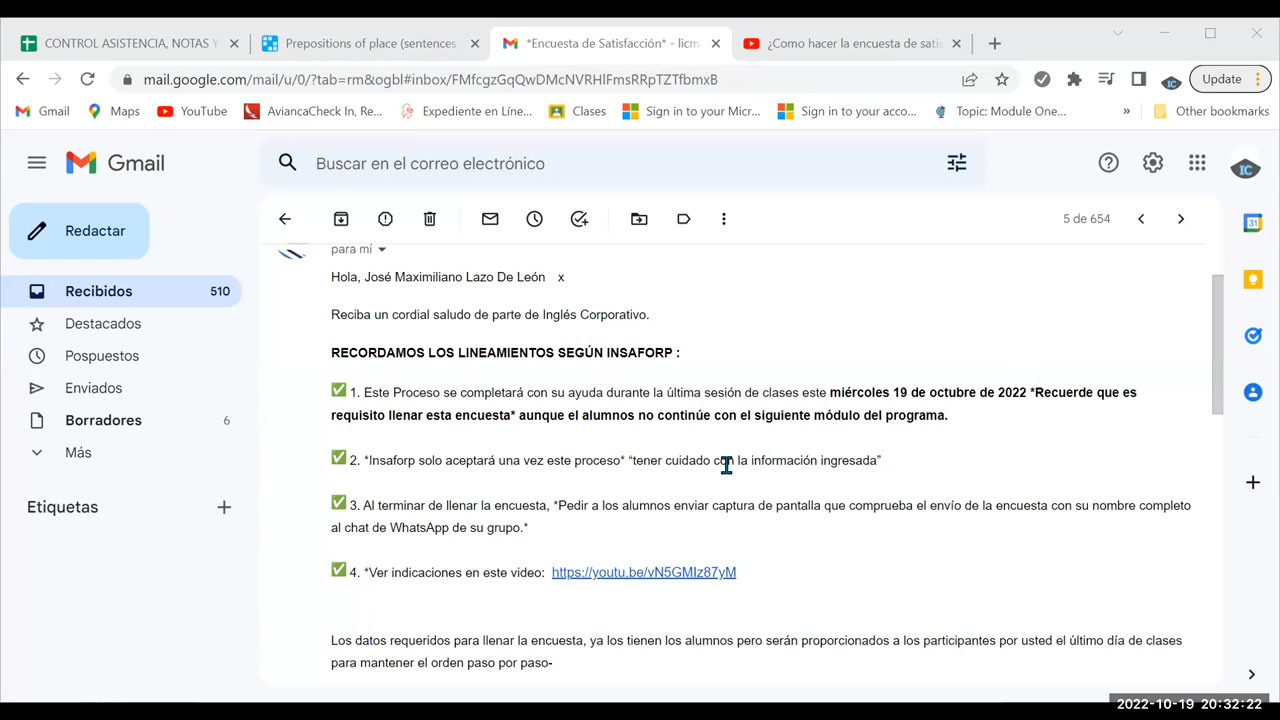 CONTROL ASISTENCIA, NOTAS Y
Prepositions of place (sentences
*Encuesta de Satisfacción* - licm
¿Como hacer la encuesta de sati
mail.google.com/mail/u/0/?tab=rm&ogbl#inbox/FMfcgzGqQwDMcNVRHlFmsRRpTZTfbmxB
Update
Gmail
Maps
YouTube
AviancaCheck In, Re...
Expediente en Líne...
Clases
Sign in to your Micr...
Sign in to your acco...
Topic: Module One...
»
Other bookmarks
Gmail
Buscar en el correo electrónico
IC
Redactar
5 de 654
Recibidos 510
Destacados
Pospuestos
Enviados
Borradores 6
Más
Etiquetas
para mí
Hola, José Maximiliano Lazo De León x
Reciba un cordial saludo de parte de Inglés Corporativo.
RECORDAMOS LOS LINEAMIENTOS SEGÚN INSAFORP :
✅ 1. Este Proceso se completará con su ayuda durante la última sesión de clases este miércoles 19 de octubre de 2022 *Recuerde que es
requisito llenar esta encuesta* aunque el alumnos no continúe con el siguiente módulo del programa.
✅ 2. *Insaforp solo aceptará una vez este proceso* “tener cuidado con la información ingresada”
✅ 3. Al terminar de llenar la encuesta, *Pedir a los alumnos enviar captura de pantalla que comprueba el envío de la encuesta con su nombre completo
al chat de WhatsApp de su grupo.*
✅ 4. *Ver indicaciones en este video: https://youtu.be/vN5GMIz87yM
Los datos requeridos para llenar la encuesta, ya los tienen los alumnos pero serán proporcionados a los participantes por usted el último día de clases
para mantener el orden paso por paso-
2022-10-19 20:32:22